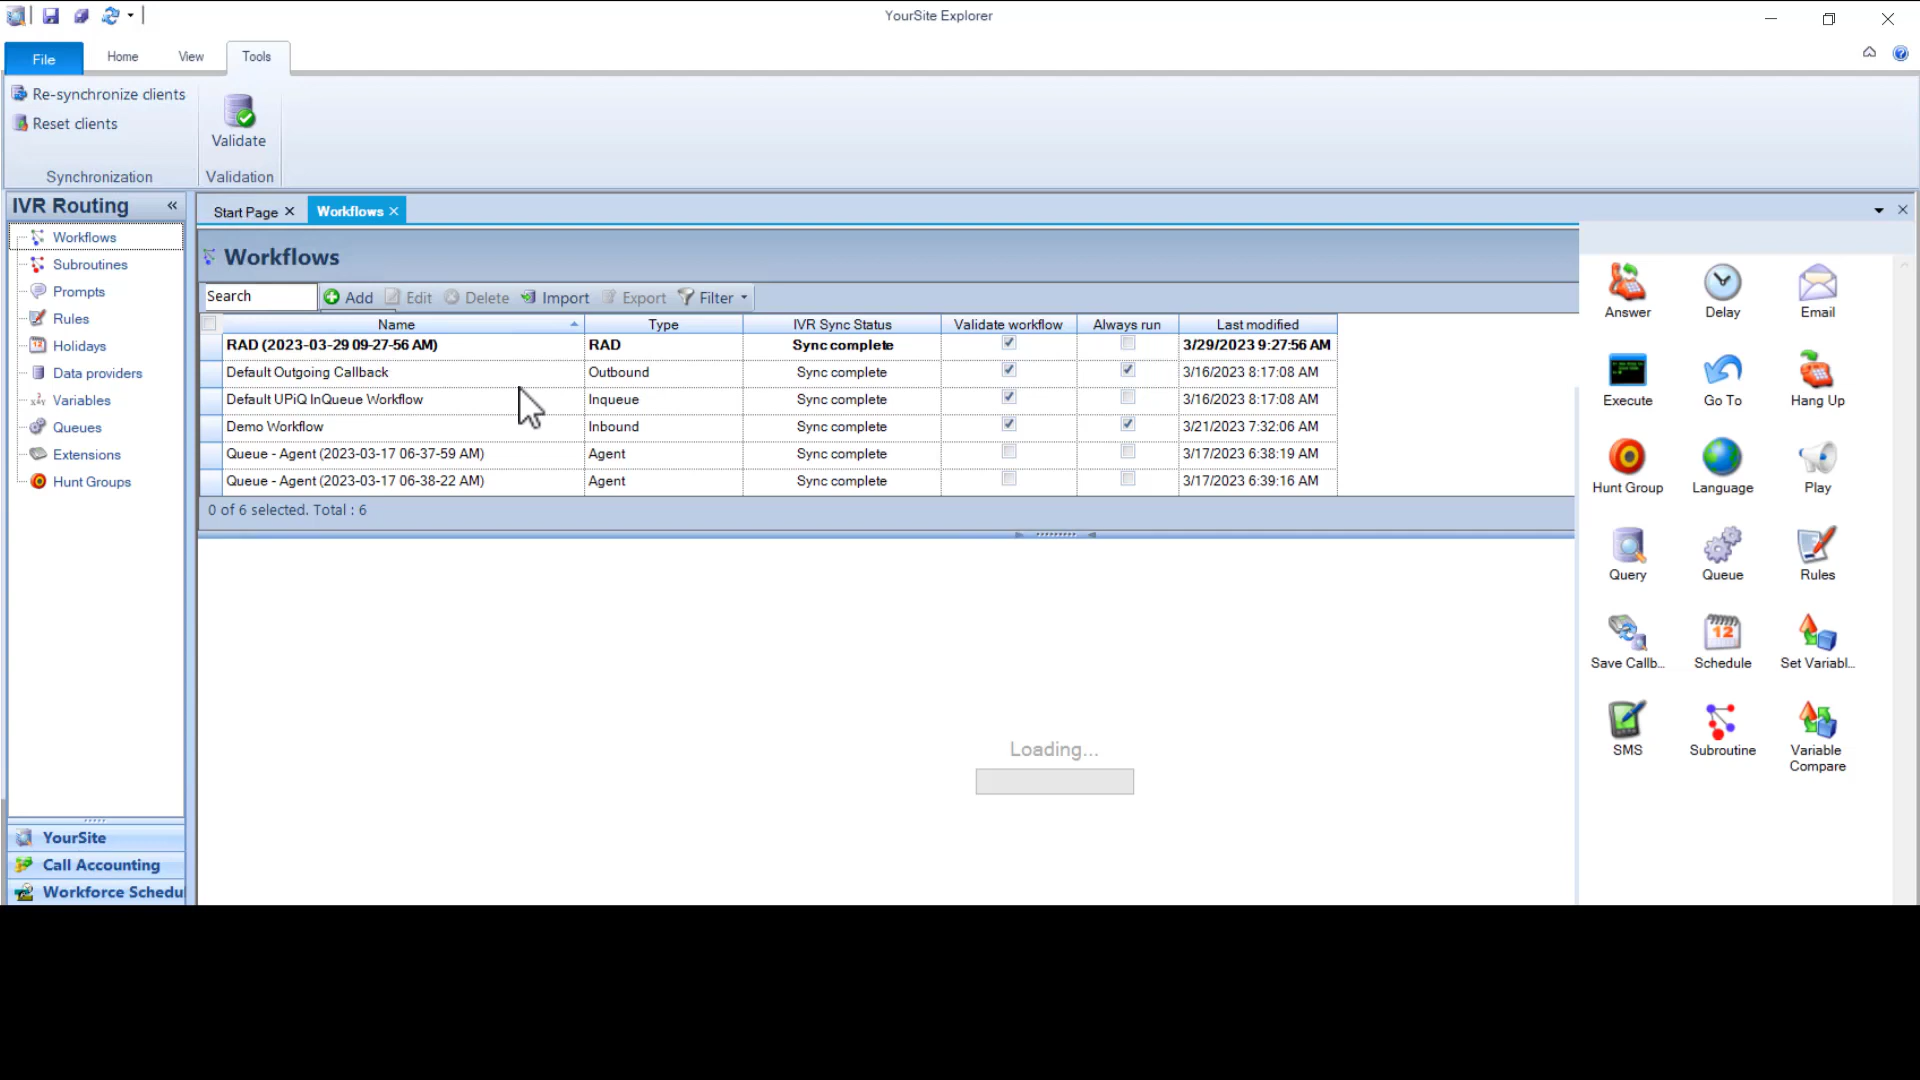 YourSite Explorer
File Home View Tools
Re-synchronize clients
Reset clients
Validate
Synchronization Validation
IVR Routing «
Start Page Workflows
Workflows
Subroutines
Prompts
Rules
Holidays
Data providers
Variables
Queues
Extensions
Hunt Groups
YourSite
Call Accounting
Workforce Schedu
Workflows
Search Add Edit Delete Import Export Filter
Name Type IVR Sync Status Validate workflow Always run Last modified
RAD (2023-03-29 09-27-56 AM) RAD Sync complete 3/29/2023 9:27:56 AM
Default Outgoing Callback Outbound Sync complete 3/16/2023 8:17:08 AM
Default UPiQ InQueue Workflow Inqueue Sync complete 3/16/2023 8:17:08 AM
Demo Workflow Inbound Sync complete 3/21/2023 7:32:06 AM
Queue - Agent (2023-03-17 06-37-59 AM) Agent Sync complete 3/17/2023 6:38:19 AM
Queue - Agent (2023-03-17 06-38-22 AM) Agent Sync complete 3/17/2023 6:39:16 AM
0 of 6 selected. Total : 6
Loading...
Answer Delay Email
Execute Go To Hang Up
Hunt Group Language Play
Query Queue Rules
12
Save Callb... Schedule Set Variabl...
SMS Subroutine Variable
Compare